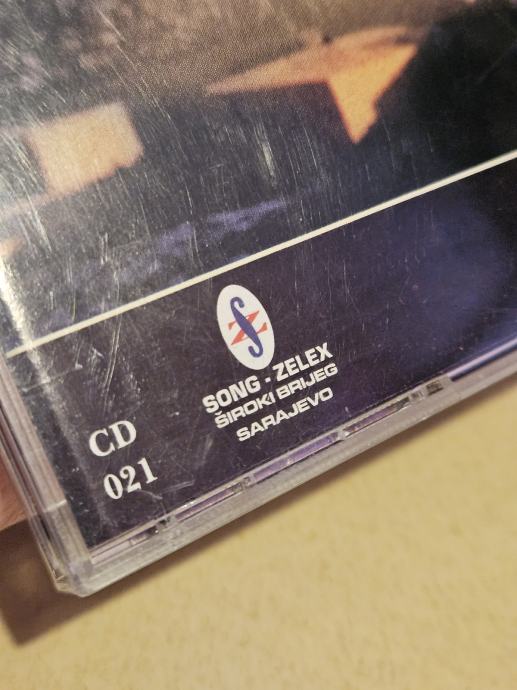 SONG - ZELEX
ŠIROKI BRIJEG
SARAJEVO
CD
021